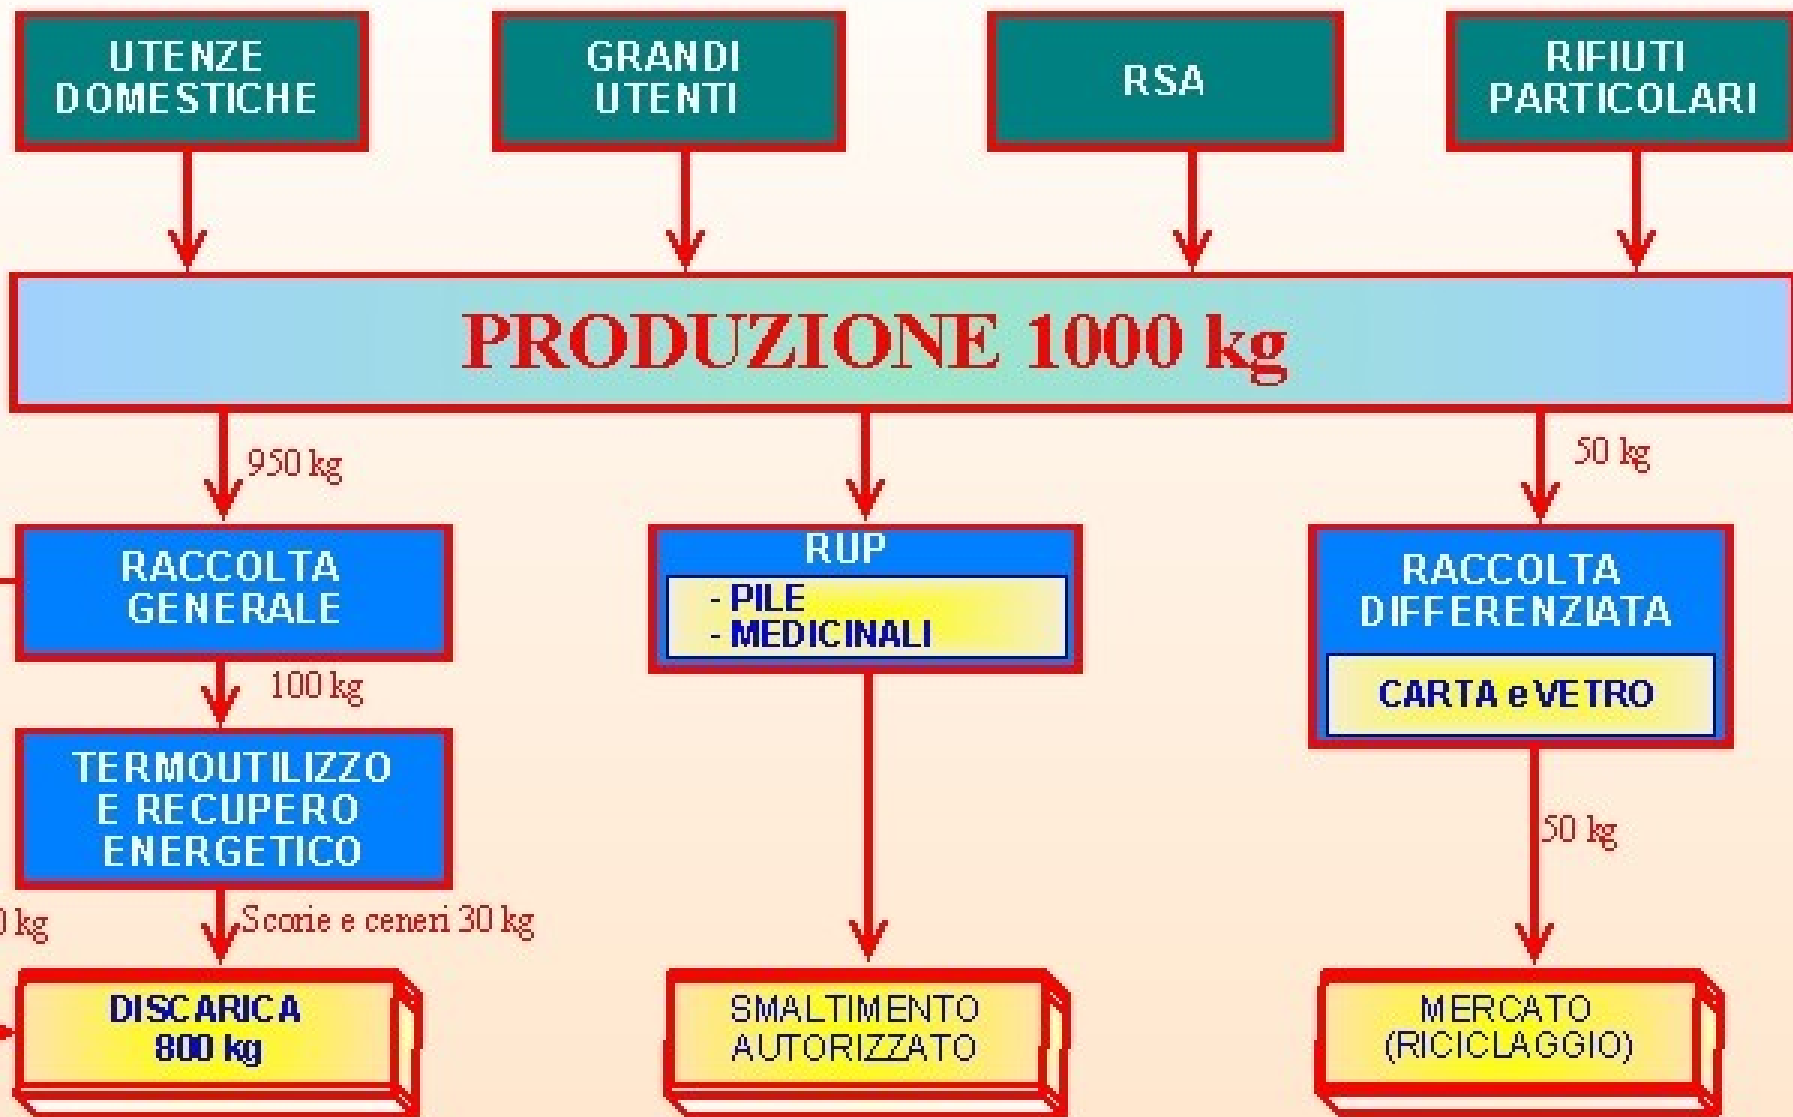 UTENZE
DOMESTICHE
GRANDI
UTENTI
RSA
RIFIUTI
PARTICOLARI
PRODUZIONE 1000 kg
950 kg
50 kg
RACCOLTA
GENERALE
RUP
- PILE
- MEDICINALI
RACCOLTA
DIFFERENZIATA
CARTA e VETRO
100 kg
TERMOUTILIZZO
E RECUPERO
ENERGETICO
50 kg
kg
Scorie e ceneri 30 kg
DISCARICA
800 kg
SMALTIMENTO
AUTORIZZATO
MERCATO
(RICICLAGGIO)